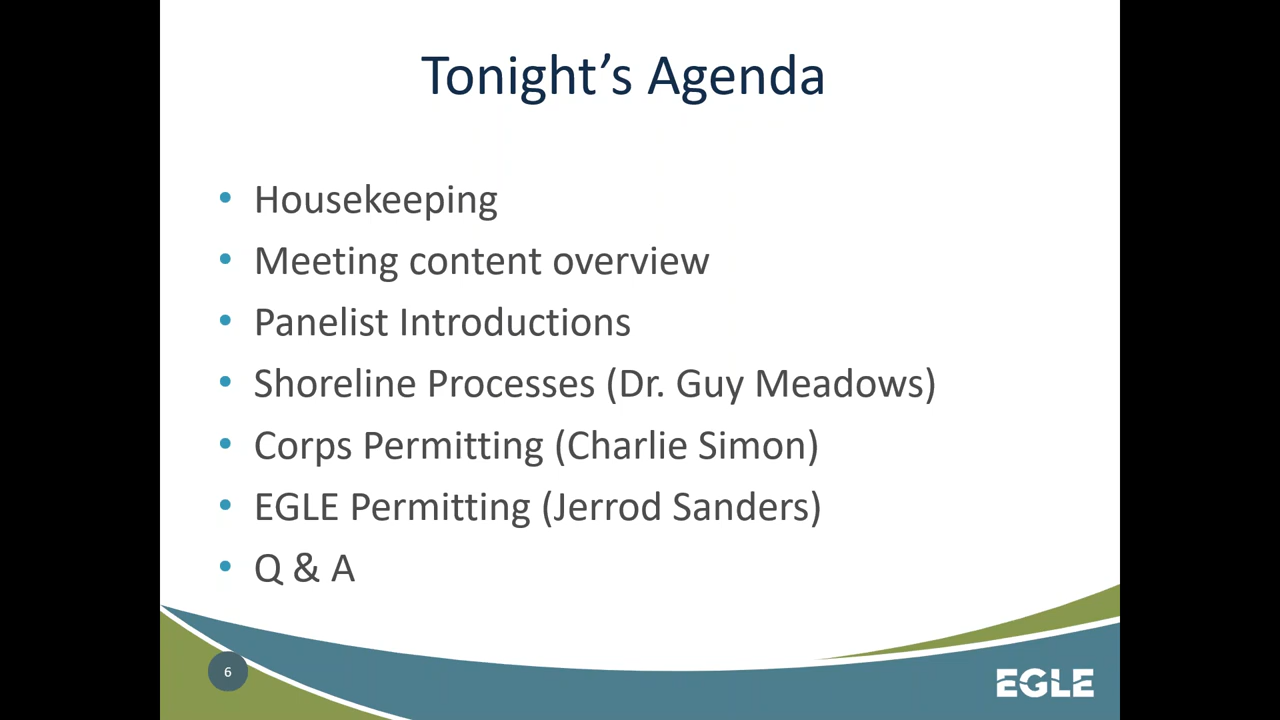 Tonight’s Agenda
• Housekeeping
• Meeting content overview
• Panelist Introductions
• Shoreline Processes (Dr. Guy Meadows)
• Corps Permitting (Charlie Simon)
• EGLE Permitting (Jerrod Sanders)
• Q & A
6
EGLE